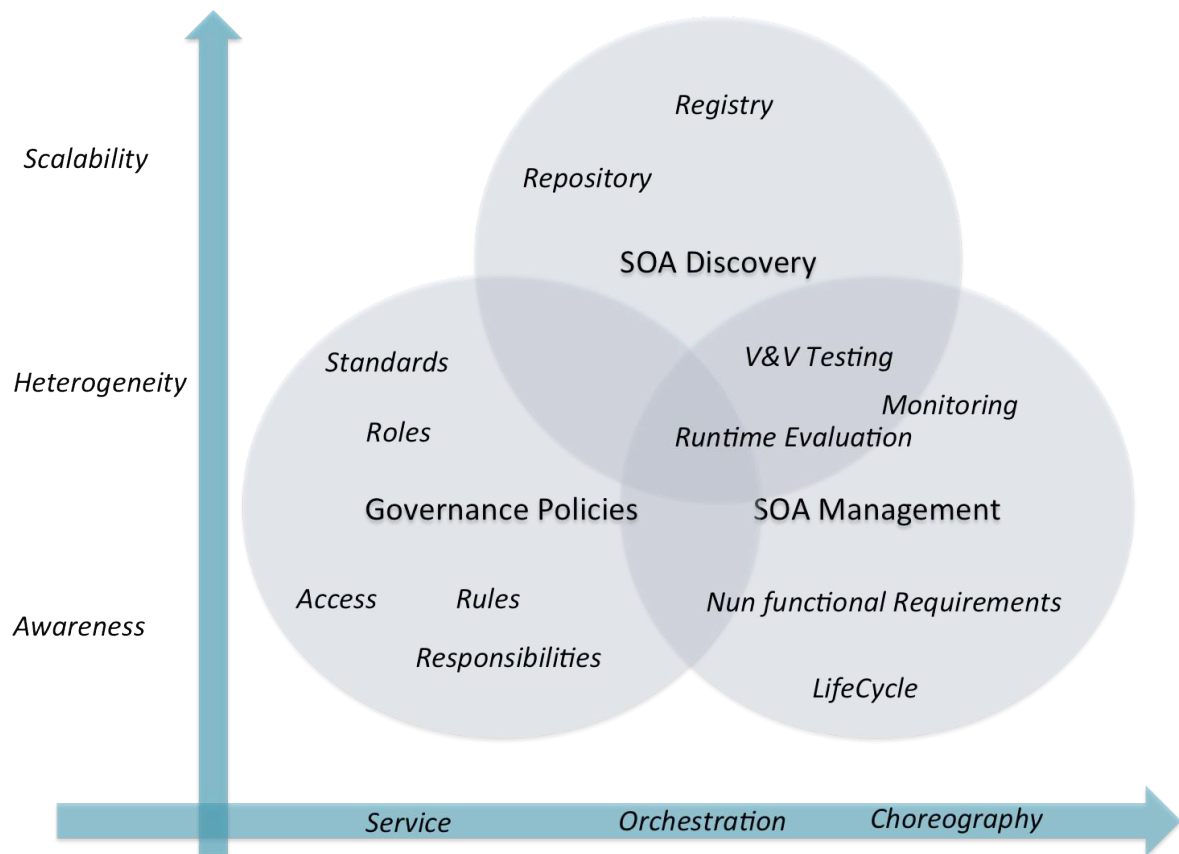 Registry
Scalability
Repository
SOA Discovery
Standards
V&V Testing
Heterogeneity
Monitoring
Roles
Runtime Evaluation
Governance Policies
SOA Management
Access
Rules
Nun functional Requirements
Awareness
Responsibilities
LifeCycle
Service
Orchestration
Choreography